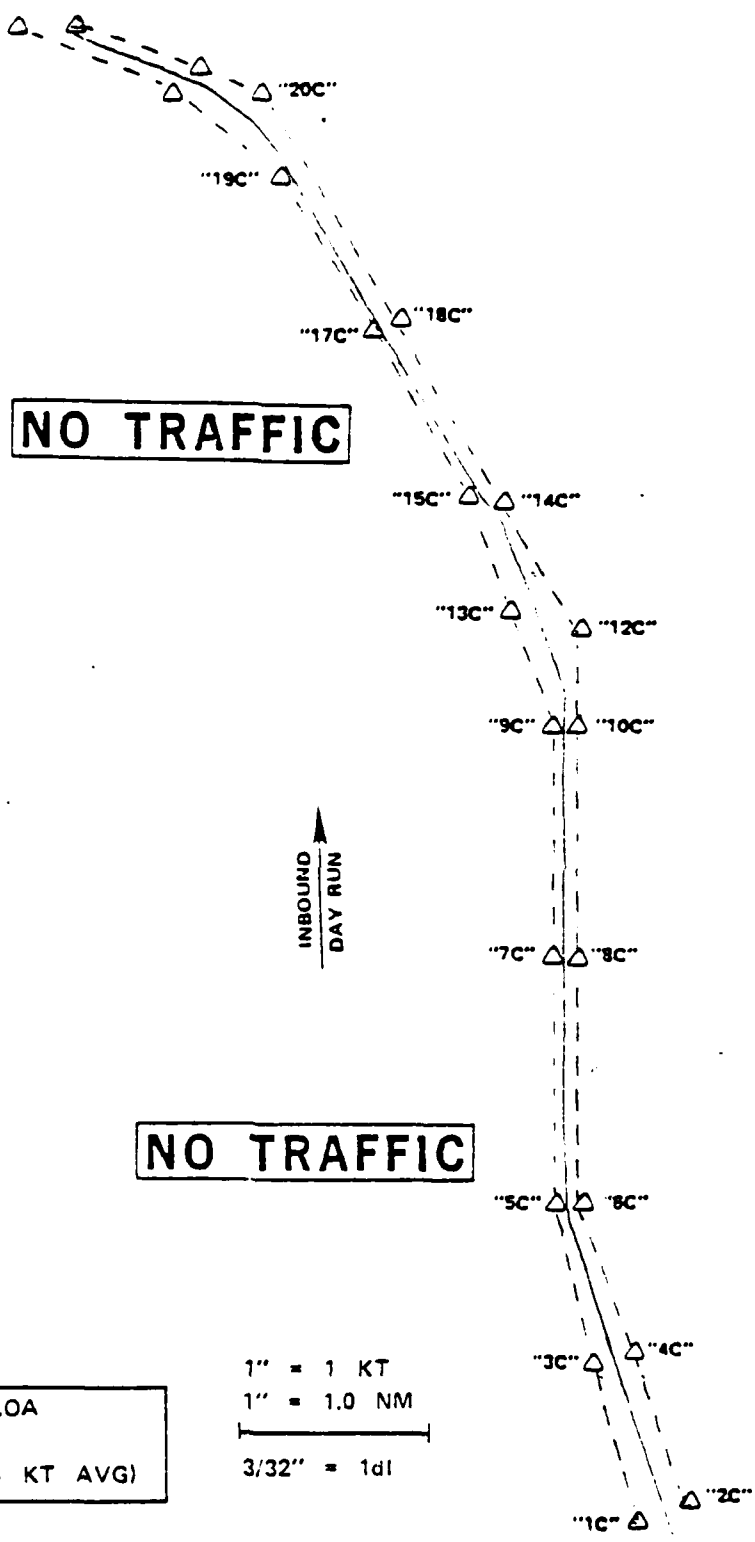 "20C"
"19C"
"18C"
"17C"
NO TRAFFIC
"15C" "14C"
"13C" "12C"
"9C" "10C"
INBOUND
DAY RUN
"7C" "8C"
NO TRAFFIC
"5C" "6C"
"4C"
"3C"
1" = 1 KT
1" = 1.0 NM
3/32" = 1dl
KT AVG)
"2C"
"1C"